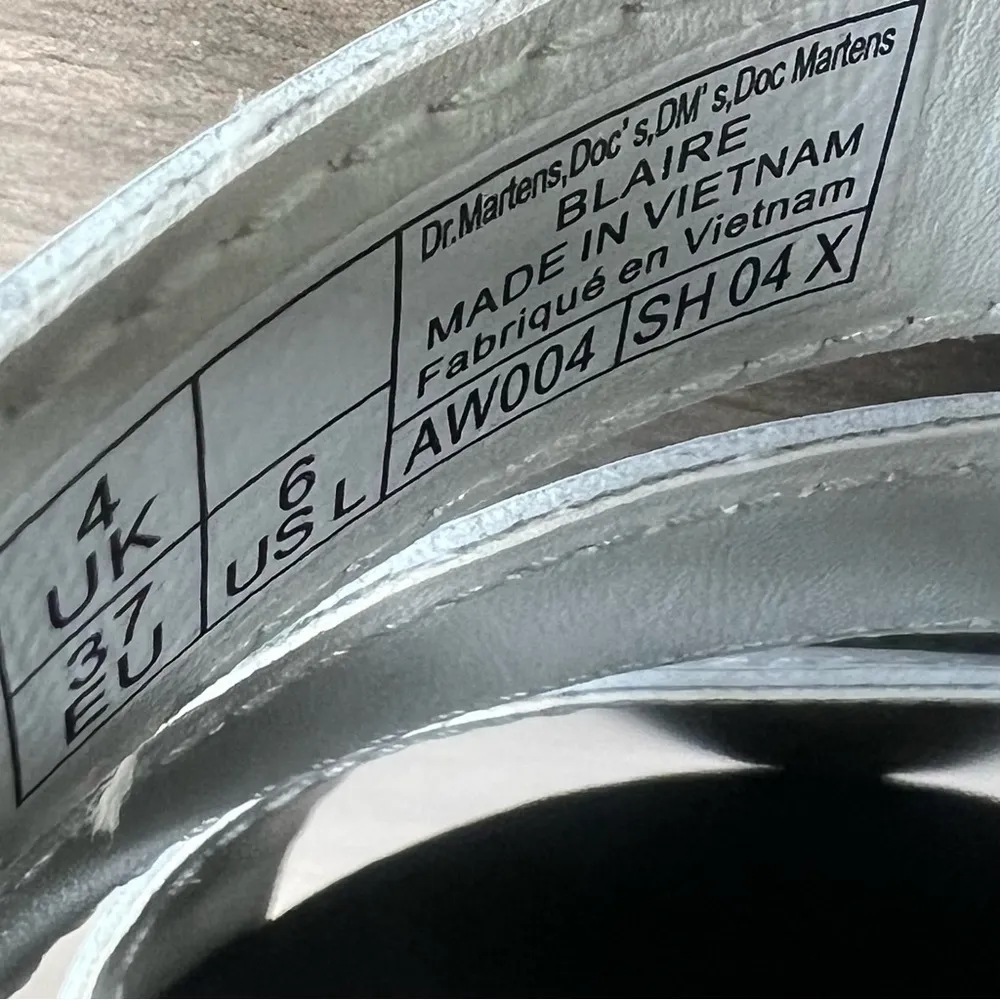 Dr.Martens,Doc's,DM's,Doc Martens
BLAIRE
MADE IN VIETNAM
Fabriqué en Vietnam
AW004 SH 04 X
4
UK
6
US L
37
EU